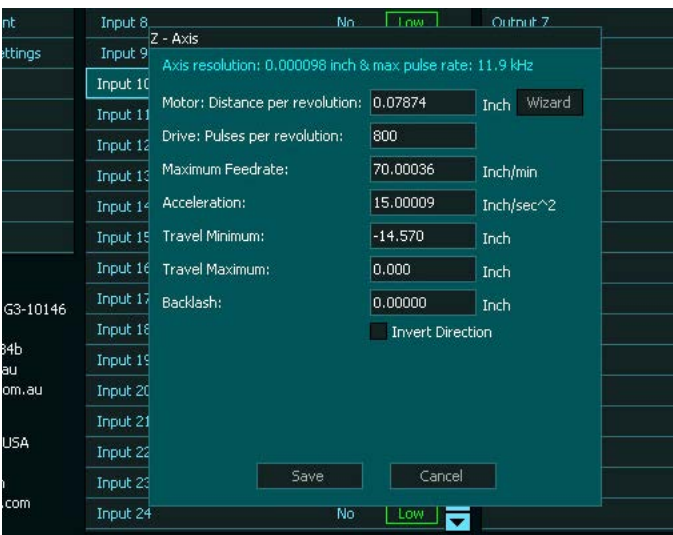 nt
ettings
G3-10146
34b
au
om.au
USA
.com
Input 8 No Low Output 7
Input 9
Input 10
Input 11
Input 12
Input 13
Input 14
Input 15
Input 16
Input 17
Input 18
Input 19
Input 20
Input 21
Input 22
Input 23
Input 24 No Low
Z - Axis
Axis resolution: 0.000098 inch & max pulse rate: 11.9 kHz
Motor: Distance per revolution: 0.07874 Inch Wizard
Drive: Pulses per revolution: 800
Maximum Feedrate: 70.00036 Inch/min
Acceleration: 15.00009 Inch/sec^2
Travel Minimum: -14.570 Inch
Travel Maximum: 0.000 Inch
Backlash: 0.00000 Inch
Invert Direction
Save Cancel